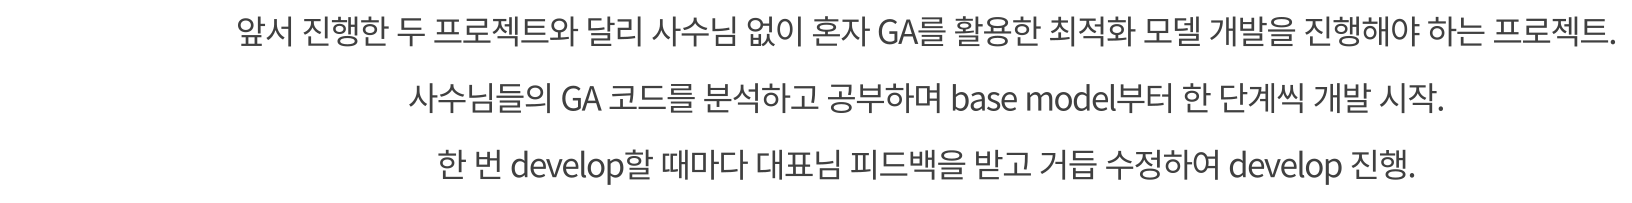 앞서 진행한 두 프로젝트와 달리 사수님 없이 혼자 GA를 활용한 최적화 모델 개발을 진행해야 하는 프로젝트.
사수님들의 GA 코드를 분석하고 공부하며 base model부터 한 단계씩 개발 시작.
한 번 develop할 때마다 대표님 피드백을 받고 거듭 수정하여 develop 진행.